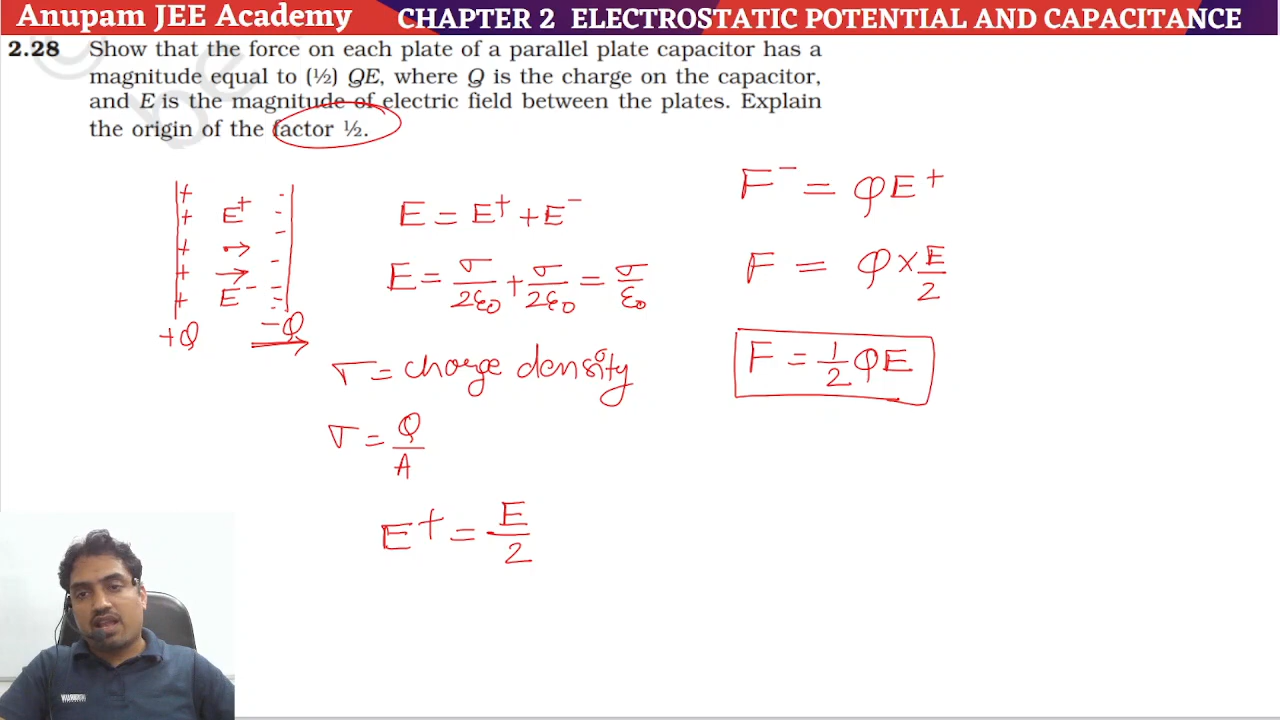 Anupam JEE Academy CHAPTER 2 ELECTROSTATIC POTENTIAL AND CAPACITANCE
2.28 Show that the force on each plate of a parallel plate capacitor has a
magnitude equal to (½) QE, where Q is the charge on the capacitor,
and E is the magnitude of electric field between the plates. Explain
the origin of the factor ½.
+ -
+ E⁺ -
+ → -
+ → -
+ E⁻ -
+Q -Q
→
E = E⁺ + E⁻
E = σ/2ε₀ + σ/2ε₀ = σ/ε₀
σ = charge density
σ = Q/A
E⁺ = E/2
F⁻ = QE⁺
F = Q × E/2
F = 1/2 QE